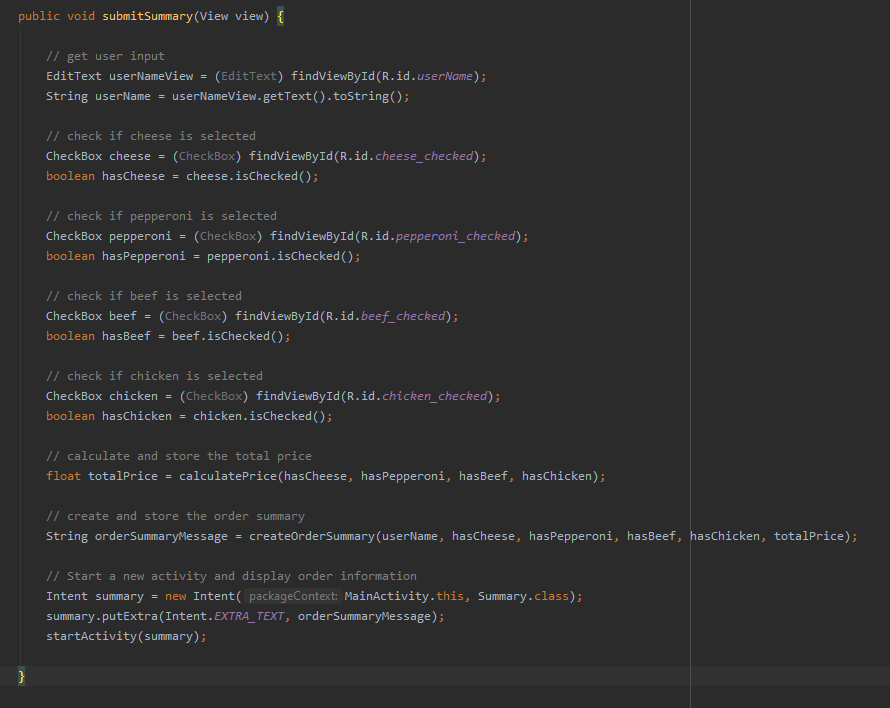 public void submitSummary(View view) {
// get user input
EditText userNameView = (EditText) findViewById(R.id.userName);
String userName = userNameView.getText().toString();
// check if cheese is selected
CheckBox cheese = (CheckBox) findViewById(R.id.cheese_checked);
boolean hasCheese = cheese.isChecked();
// check if pepperoni is selected
CheckBox pepperoni = (CheckBox) findViewById(R.id.pepperoni_checked);
boolean hasPepperoni = pepperoni.isChecked();
// check if beef is selected
CheckBox beef = (CheckBox) findViewById(R.id.beef_checked);
boolean hasBeef = beef.isChecked();
// check if chicken is selected
CheckBox chicken = (CheckBox) findViewById(R.id.chicken_checked);
boolean hasChicken = chicken.isChecked();
// calculate and store the total price
float totalPrice = calculatePrice(hasCheese, hasPepperoni, hasBeef, hasChicken);
// create and store the order summary
String orderSummaryMessage = createOrderSummary(userName, hasCheese, hasPepperoni, hasBeef, hasChicken, totalPrice);
// Start a new activity and display order information
Intent summary = new Intent( packageContext: MainActivity.this, Summary.class);
summary.putExtra(Intent.EXTRA_TEXT, orderSummaryMessage);
startActivity(summary);
}